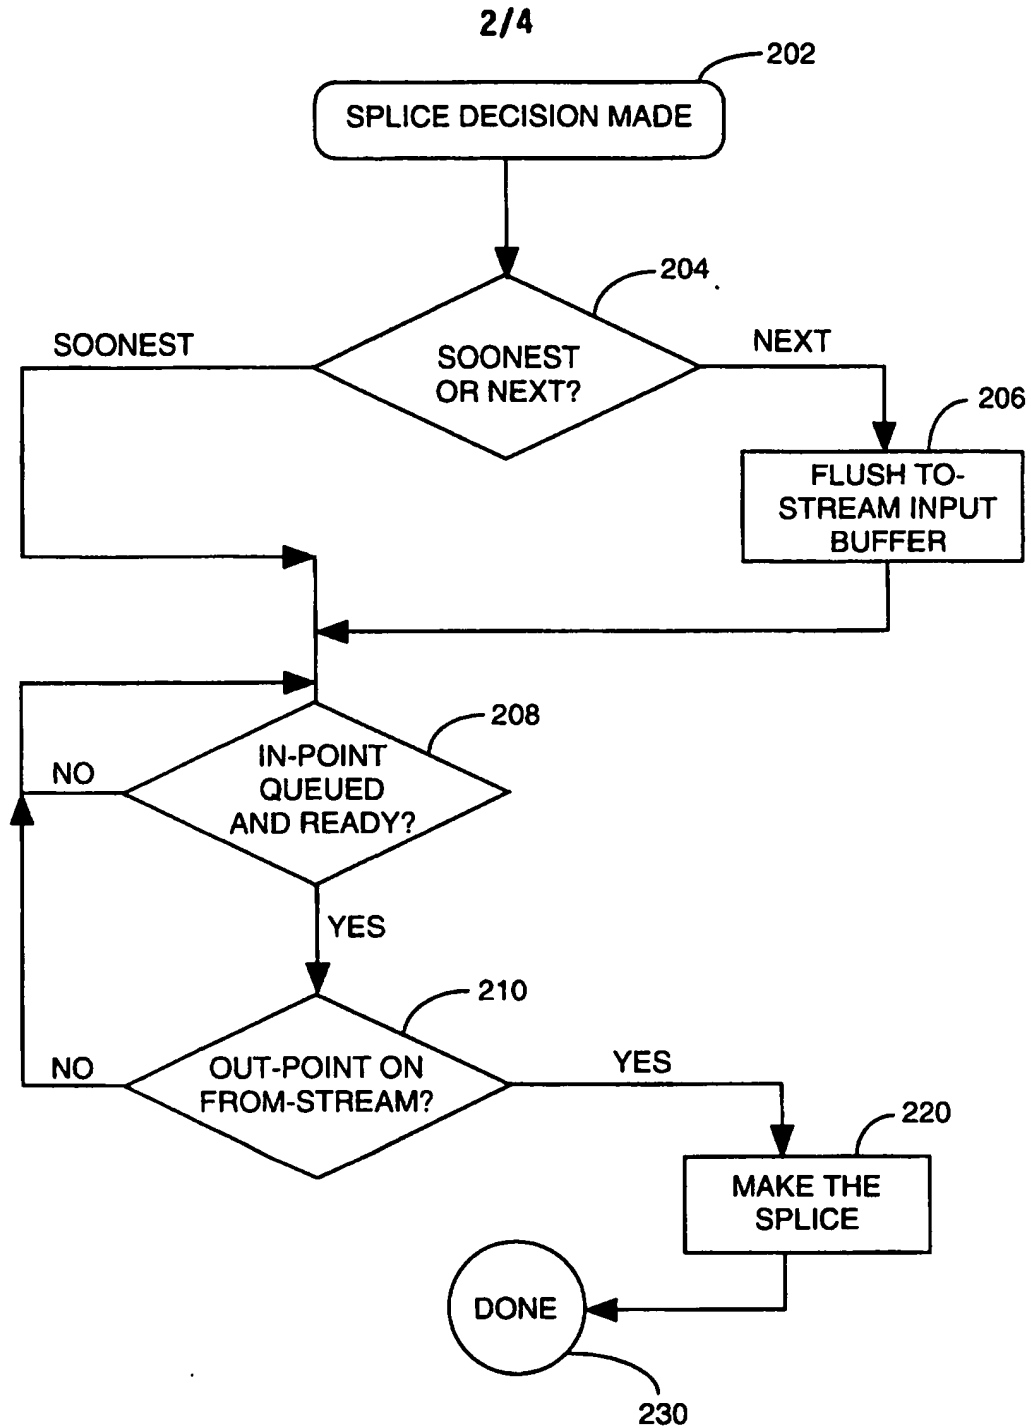 2/4
202
SPLICE DECISION MADE
204
SOONEST
NEXT
SOONEST
OR NEXT?
206
FLUSH TO-
STREAM INPUT
BUFFER
208
IN-POINT
QUEUED
AND READY?
NO
YES
210
OUT-POINT ON
FROM-STREAM?
NO
YES
220
MAKE THE
SPLICE
DONE
230